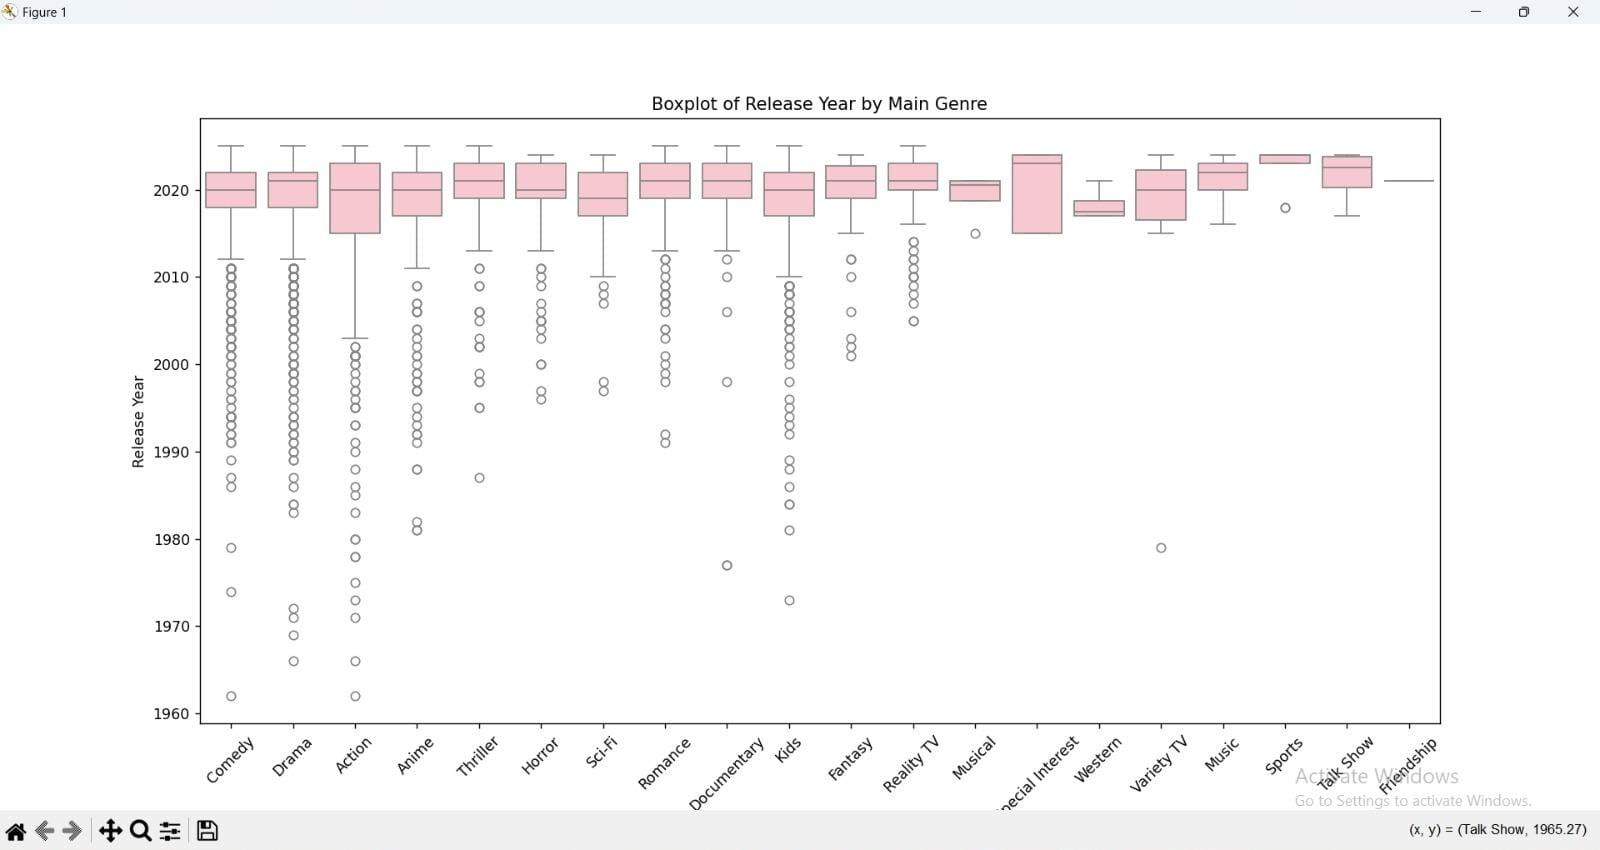 Figure 1
Boxplot of Release Year by Main Genre
Release Year
2020
2010
2000
1990
1980
1970
1960
Comedy
Drama
Action
Anime
Thriller
Horror
Sci-Fi
Romance
Documentary
Kids
Fantasy
Reality TV
Musical
pecial Interest
Western
Variety TV
Music
Sports
Talk Show
Friendship
Activate Windows
Go to Settings to activate Windows.
(x, y) = (Talk Show, 1965.27)